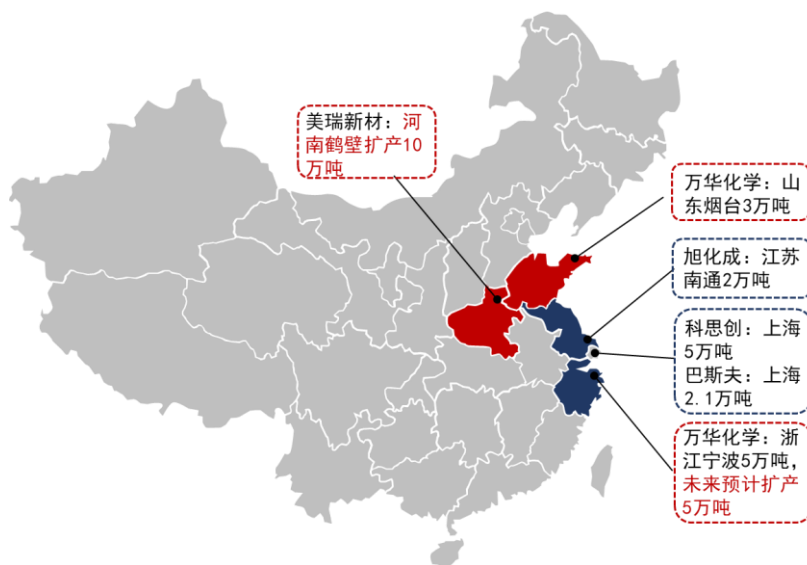 美瑞新材：河
南鹤壁扩产10
万吨
万华化学：山
东烟台3万吨
旭化成：江苏
南通2万吨
科思创：上海
5万吨
巴斯夫：上海
2.1万吨
万华化学：浙
江宁波5万吨，
未来预计扩产
5万吨